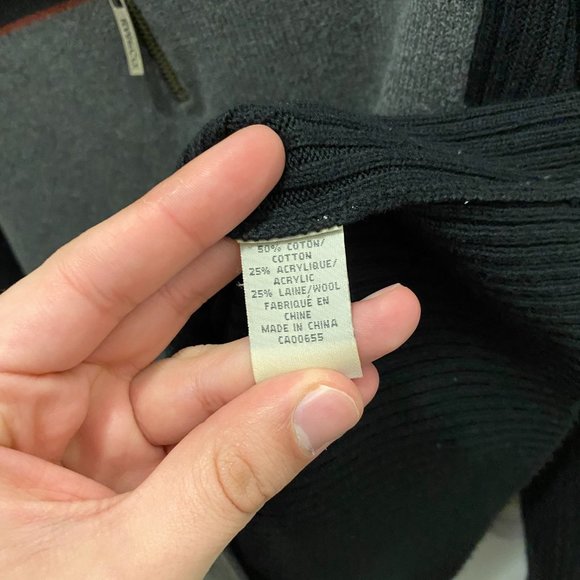 50% COTON/
COTTON
25% ACRYLIQUE/
ACRYLIC
25% LAINE/WOOL
FABRIQUÉ EN
CHINE
MADE IN CHINA
CA00655